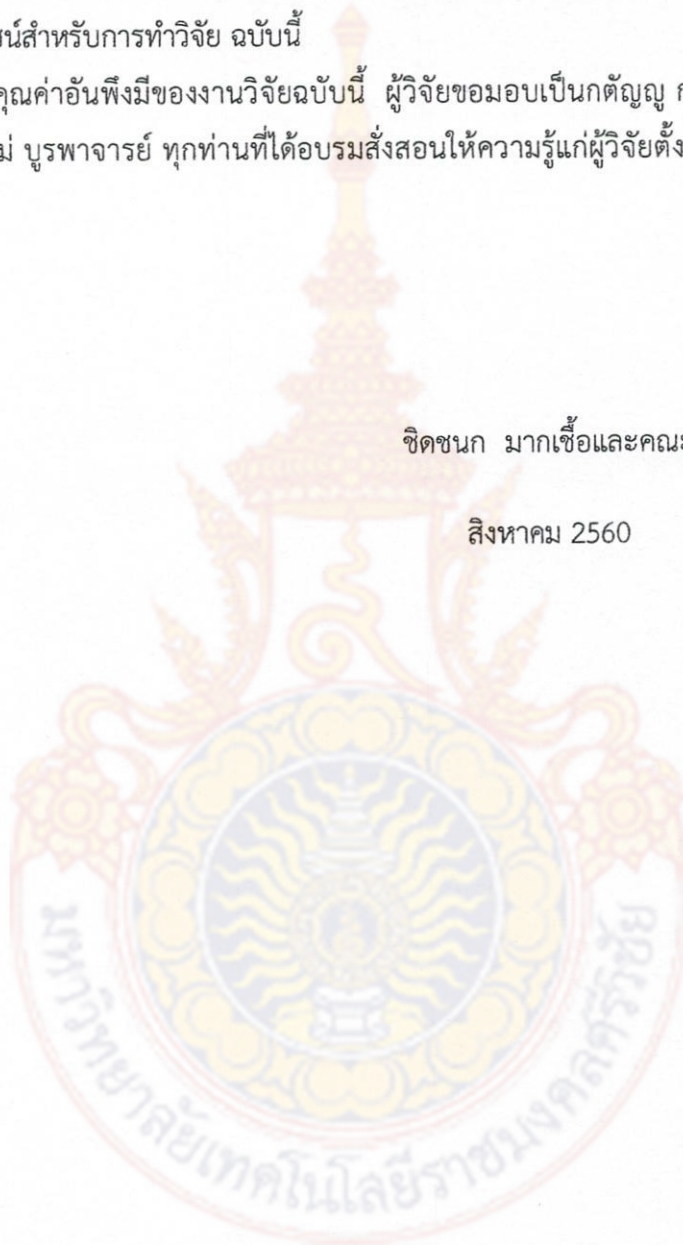 ชน์สำหรับการทำวิจัย ฉบับนี้
คุณค่าอันพึงมีของงานวิจัยฉบับนี้ ผู้วิจัยขอมอบเป็นกตัญญู ก
ม่ บูรพาจารย์ ทุกท่านที่ได้อบรมสั่งสอนให้ความรู้แก่ผู้วิจัยตั้ง
ชิดชนก มากเชื้อและคณะ
สิงหาคม 2560
มหาวิทยาลัยเทคโนโลยีราชมงคลศรีวิชัย